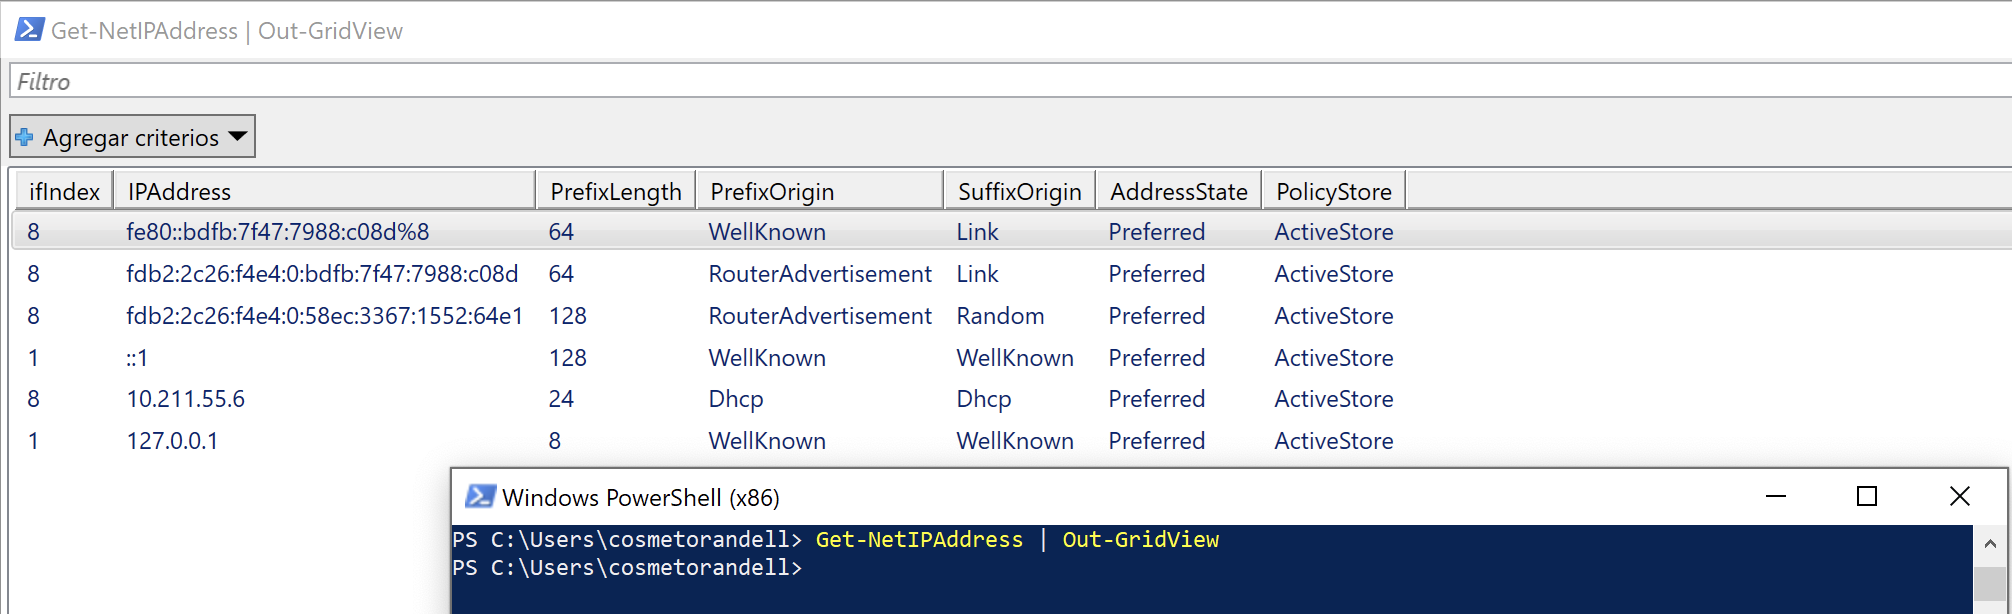 Get-NetIPAddress | Out-GridView
Filtro
Agregar criterios
ifIndex IPAddress PrefixLength PrefixOrigin SuffixOrigin AddressState PolicyStore
8 fe80::bdfb:7f47:7988:c08d%8 64 WellKnown Link Preferred ActiveStore
8 fdb2:2c26:f4e4:0:bdfb:7f47:7988:c08d 64 RouterAdvertisement Link Preferred ActiveStore
8 fdb2:2c26:f4e4:0:58ec:3367:1552:64e1 128 RouterAdvertisement Random Preferred ActiveStore
1 ::1 128 WellKnown WellKnown Preferred ActiveStore
8 10.211.55.6 24 Dhcp Dhcp Preferred ActiveStore
1 127.0.0.1 8 WellKnown WellKnown Preferred ActiveStore
Windows PowerShell (x86)
PS C:\Users\cosmetorandell> Get-NetIPAddress | Out-GridView
PS C:\Users\cosmetorandell>